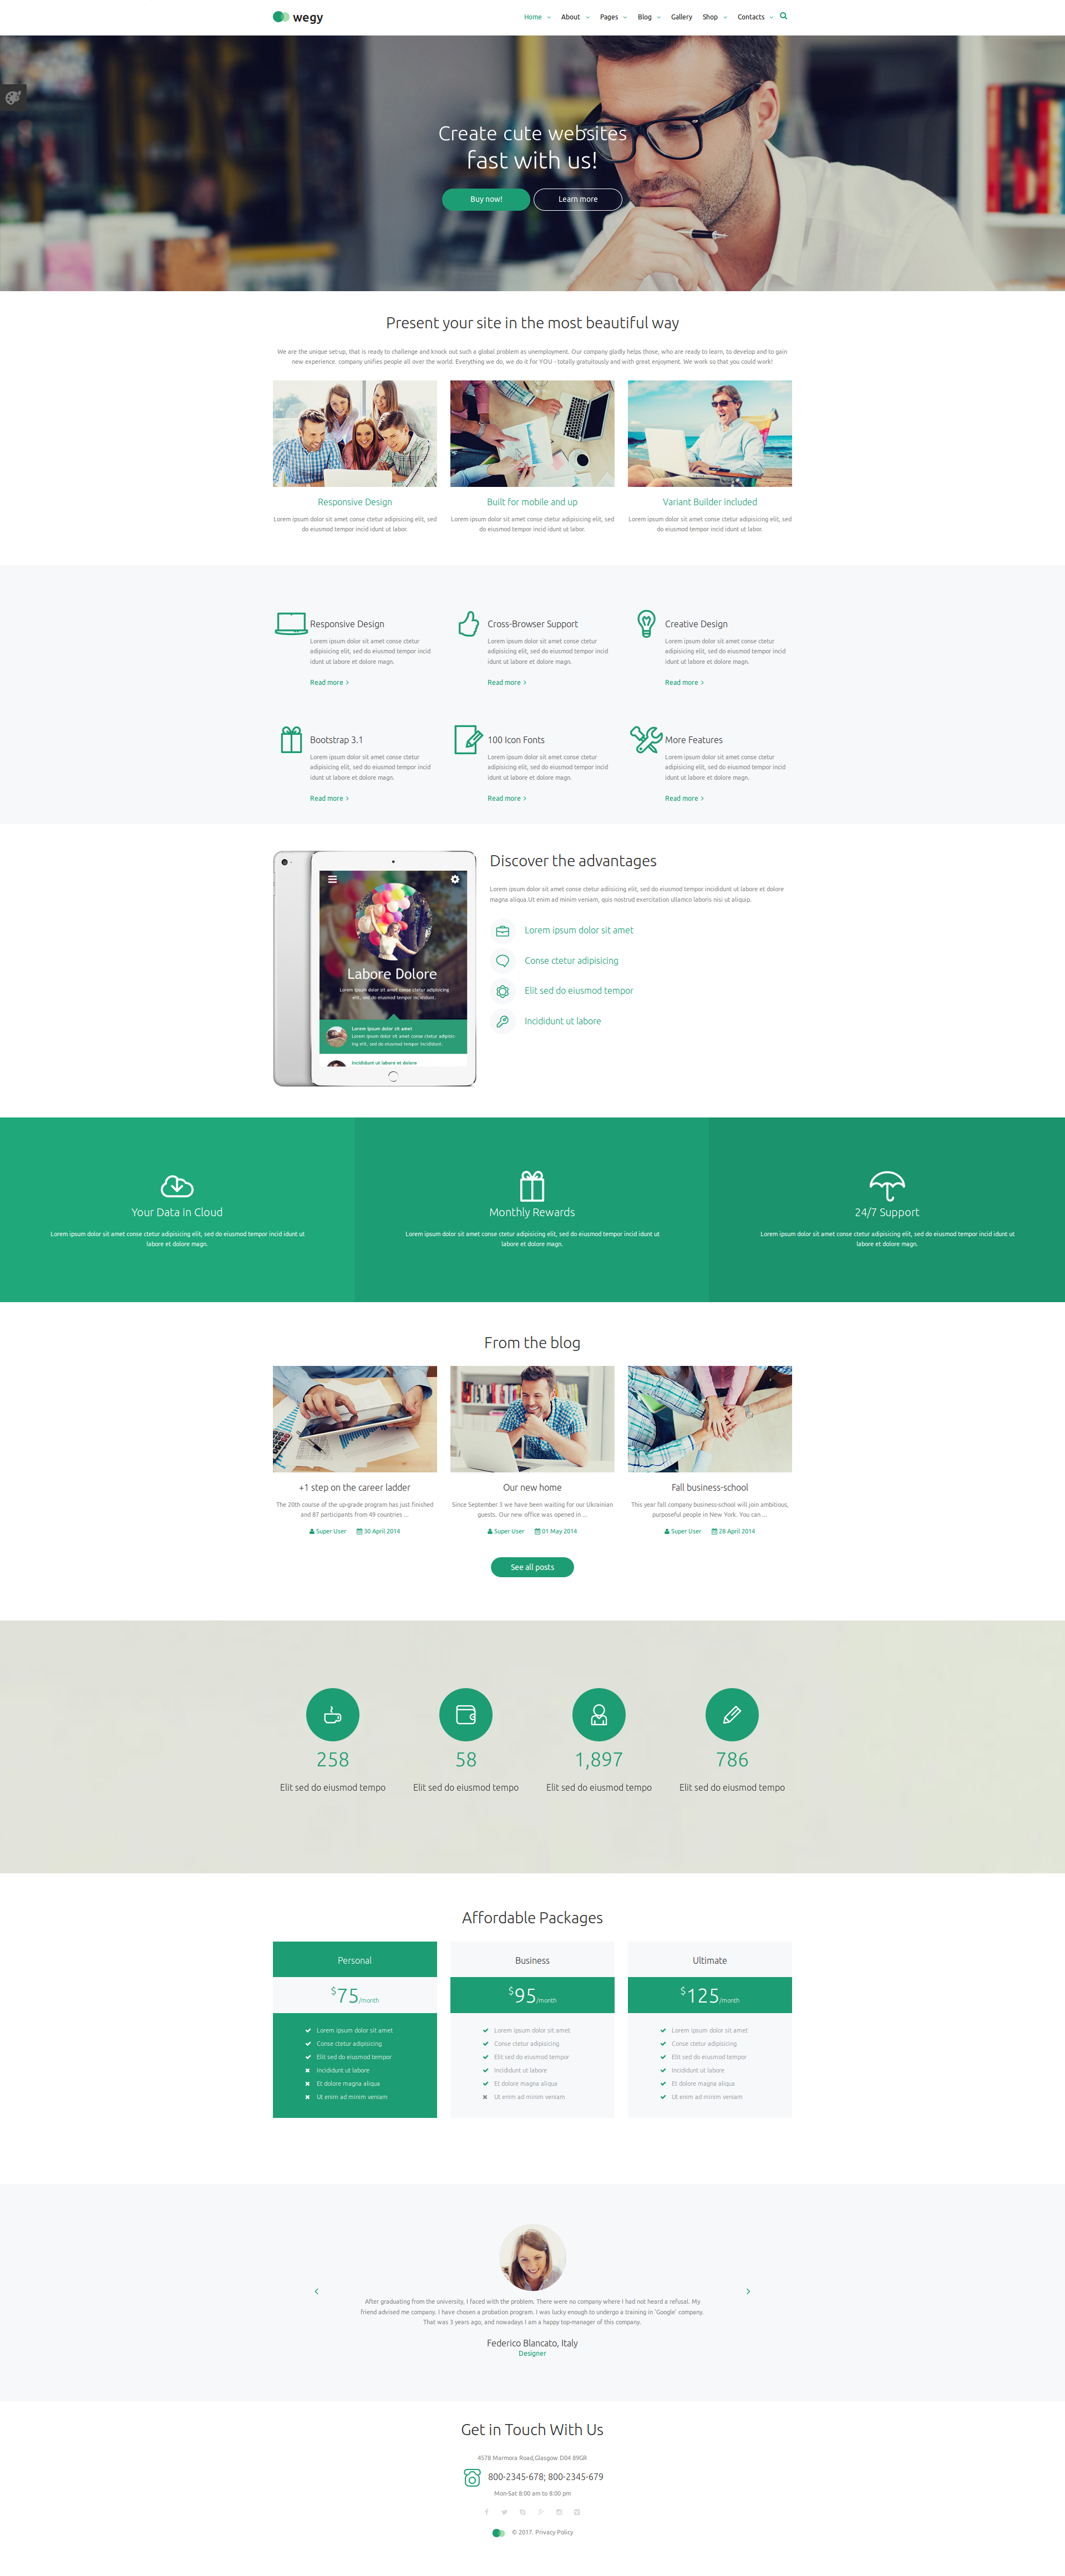 wegy
Home About Pages Blog Gallery Shop Contacts
Create cute websites
fast with us!
Buy now! Learn more
Present your site in the most beautiful way
We are the unique set-up, that is ready to challenge and knock out such a global problem as unemployment. Our company gladly helps those, who are ready to learn, to develop and to gain
new experience. company unifies people all over the world. Everything we do, we do it for YOU - totally gratuitously and with great enjoyment. We work so that you could work!
Responsive Design
Lorem ipsum dolor sit amet conse ctetur adipisicing elit, sed
do eiusmod tempor incid idunt ut labor.
Built for mobile and up
Lorem ipsum dolor sit amet conse ctetur adipisicing elit, sed
do eiusmod tempor incid idunt ut labor.
Variant Builder included
Lorem ipsum dolor sit amet conse ctetur adipisicing elit, sed
do eiusmod tempor incid idunt ut labor.
Responsive Design
Lorem ipsum dolor sit amet conse ctetur
adipisicing elit, sed do eiusmod tempor incid
idunt ut labore et dolore magn.
Read more
Cross-Browser Support
Lorem ipsum dolor sit amet conse ctetur
adipisicing elit, sed do eiusmod tempor incid
idunt ut labore et dolore magn.
Read more
Creative Design
Lorem ipsum dolor sit amet conse ctetur
adipisicing elit, sed do eiusmod tempor incid
idunt ut labore et dolore magn.
Read more
Bootstrap 3.1
Lorem ipsum dolor sit amet conse ctetur
adipisicing elit, sed do eiusmod tempor incid
idunt ut labore et dolore magn.
Read more
100 Icon Fonts
Lorem ipsum dolor sit amet conse ctetur
adipisicing elit, sed do eiusmod tempor incid
idunt ut labore et dolore magn.
Read more
More Features
Lorem ipsum dolor sit amet conse ctetur
adipisicing elit, sed do eiusmod tempor incid
idunt ut labore et dolore magn.
Read more
Labore Dolore
Lorem ipsum dolor sit amet conse ctetur adipisicing
elit, sed do eiusmod tempor incididunt.
Lorem ipsum dolor sit amet
Lorem ipsum dolor sit amet conse ctetur adipisic-
ing elit, sed do eiusmod tempor incididunt.
Incididunt ut labore et dolore
Discover the advantages
Lorem ipsum dolor sit amet conse ctetur adiisicing elit, sed do eiusmod tempor incididunt ut labore et dolore
magna aliqua.Ut enim ad minim veniam, quis nostrud exercitation ullamco laboris nisi ut aliquip.
Lorem ipsum dolor sit amet
Conse ctetur adipisicing
Elit sed do eiusmod tempor
Incididunt ut labore
Your Data in Cloud
Lorem ipsum dolor sit amet conse ctetur adipisicing elit, sed do eiusmod tempor incid idunt ut
labore et dolore magn.
Monthly Rewards
Lorem ipsum dolor sit amet conse ctetur adipisicing elit, sed do eiusmod tempor incid idunt ut
labore et dolore magn.
24/7 Support
Lorem ipsum dolor sit amet conse ctetur adipisicing elit, sed do eiusmod tempor incid idunt ut
labore et dolore magn.
From the blog
+1 step on the career ladder
The 20th course of the up-grade program has just finished
and 87 participants from 49 countries ...
Super User 30 April 2014
Our new home
Since September 3 we have been waiting for our Ukrainian
guests. Our new office was opened in ...
Super User 01 May 2014
Fall business-school
This year fall company business-school will join ambitious,
purposeful people in New York. You can ...
Super User 28 April 2014
See all posts
258
Elit sed do eiusmod tempo
58
Elit sed do eiusmod tempo
1,897
Elit sed do eiusmod tempo
786
Elit sed do eiusmod tempo
Affordable Packages
Personal
$75/month
Lorem ipsum dolor sit amet
Conse ctetur adipisicing
Elit sed do eiusmod tempor
Incididunt ut labore
Et dolore magna aliqua
Ut enim ad minim veniam
Business
$95/month
Lorem ipsum dolor sit amet
Conse ctetur adipisicing
Elit sed do eiusmod tempor
Incididunt ut labore
Et dolore magna aliqua
Ut enim ad minim veniam
Ultimate
$125/month
Lorem ipsum dolor sit amet
Conse ctetur adipisicing
Elit sed do eiusmod tempor
Incididunt ut labore
Et dolore magna aliqua
Ut enim ad minim veniam
After graduating from the university, I faced with the problem. There were no company where I had not heard a refusal. My
friend advised me company. I have chosen a probation program. I was lucky enough to undergo a training in 'Google' company.
That was 3 years ago, and nowadays I am a happy top-manager of this company.
Federico Blancato, Italy
Designer
Get in Touch With Us
4578 Marmora Road,Glasgow D04 89GR
800-2345-678; 800-2345-679
Mon-Sat 8:00 am to 8:00 pm
© 2017. Privacy Policy